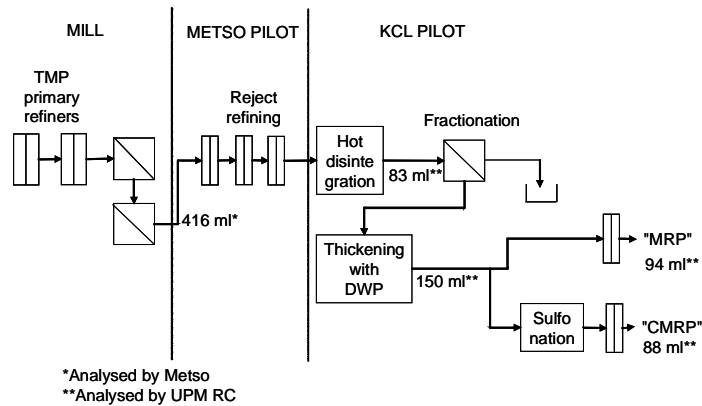 MILL
METSO PILOT
KCL PILOT
TMP
primary
refiners
Reject
refining
Fractionation
Hot
disinte
gration
83 ml**
416 ml*
Thickening
with
DWP
150 ml**
"MRP"
94 ml**
Sulfo
nation
"CMRP"
88 ml**
*Analysed by Metso
**Analysed by UPM RC